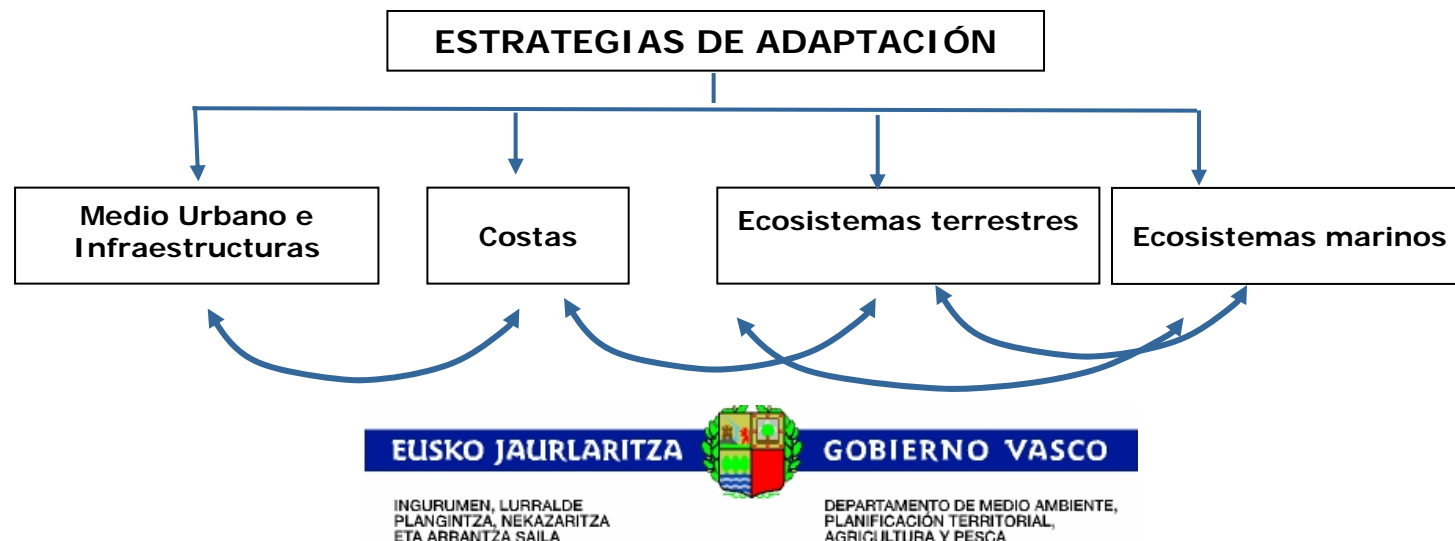 ESTRATEGIAS DE ADAPTACIÓN
Medio Urbano e
Infraestructuras
Costas
Ecosistemas terrestres
Ecosistemas marinos
EUSKO JAURLARITZA
GOBIERNO VASCO
INGURUMEN, LURRALDE
PLANGINTZA, NEKAZARITZA
ETA ARRANTZA SAILA
DEPARTAMENTO DE MEDIO AMBIENTE,
PLANIFICACIÓN TERRITORIAL,
AGRICULTURA Y PESCA